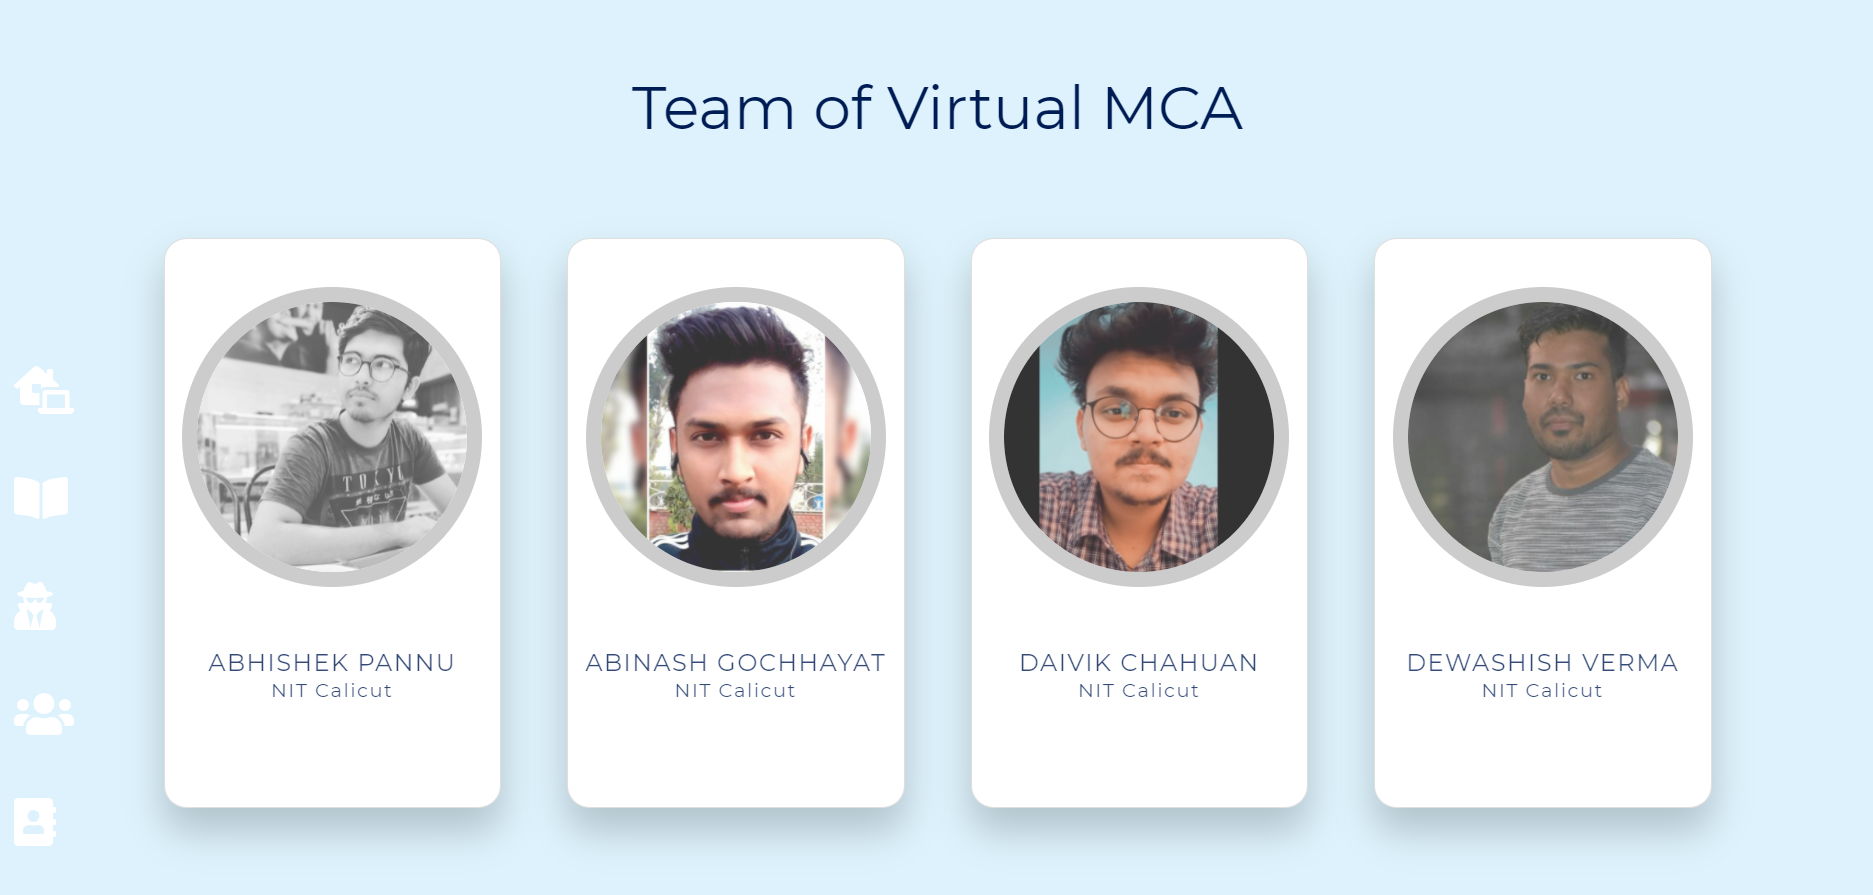 Team of Virtual MCA
TOKYO
ABHISHEK PANNU
NIT Calicut
ABINASH GOCHHAYAT
NIT Calicut
DAIVIK CHAHUAN
NIT Calicut
DEWASHISH VERMA
NIT Calicut